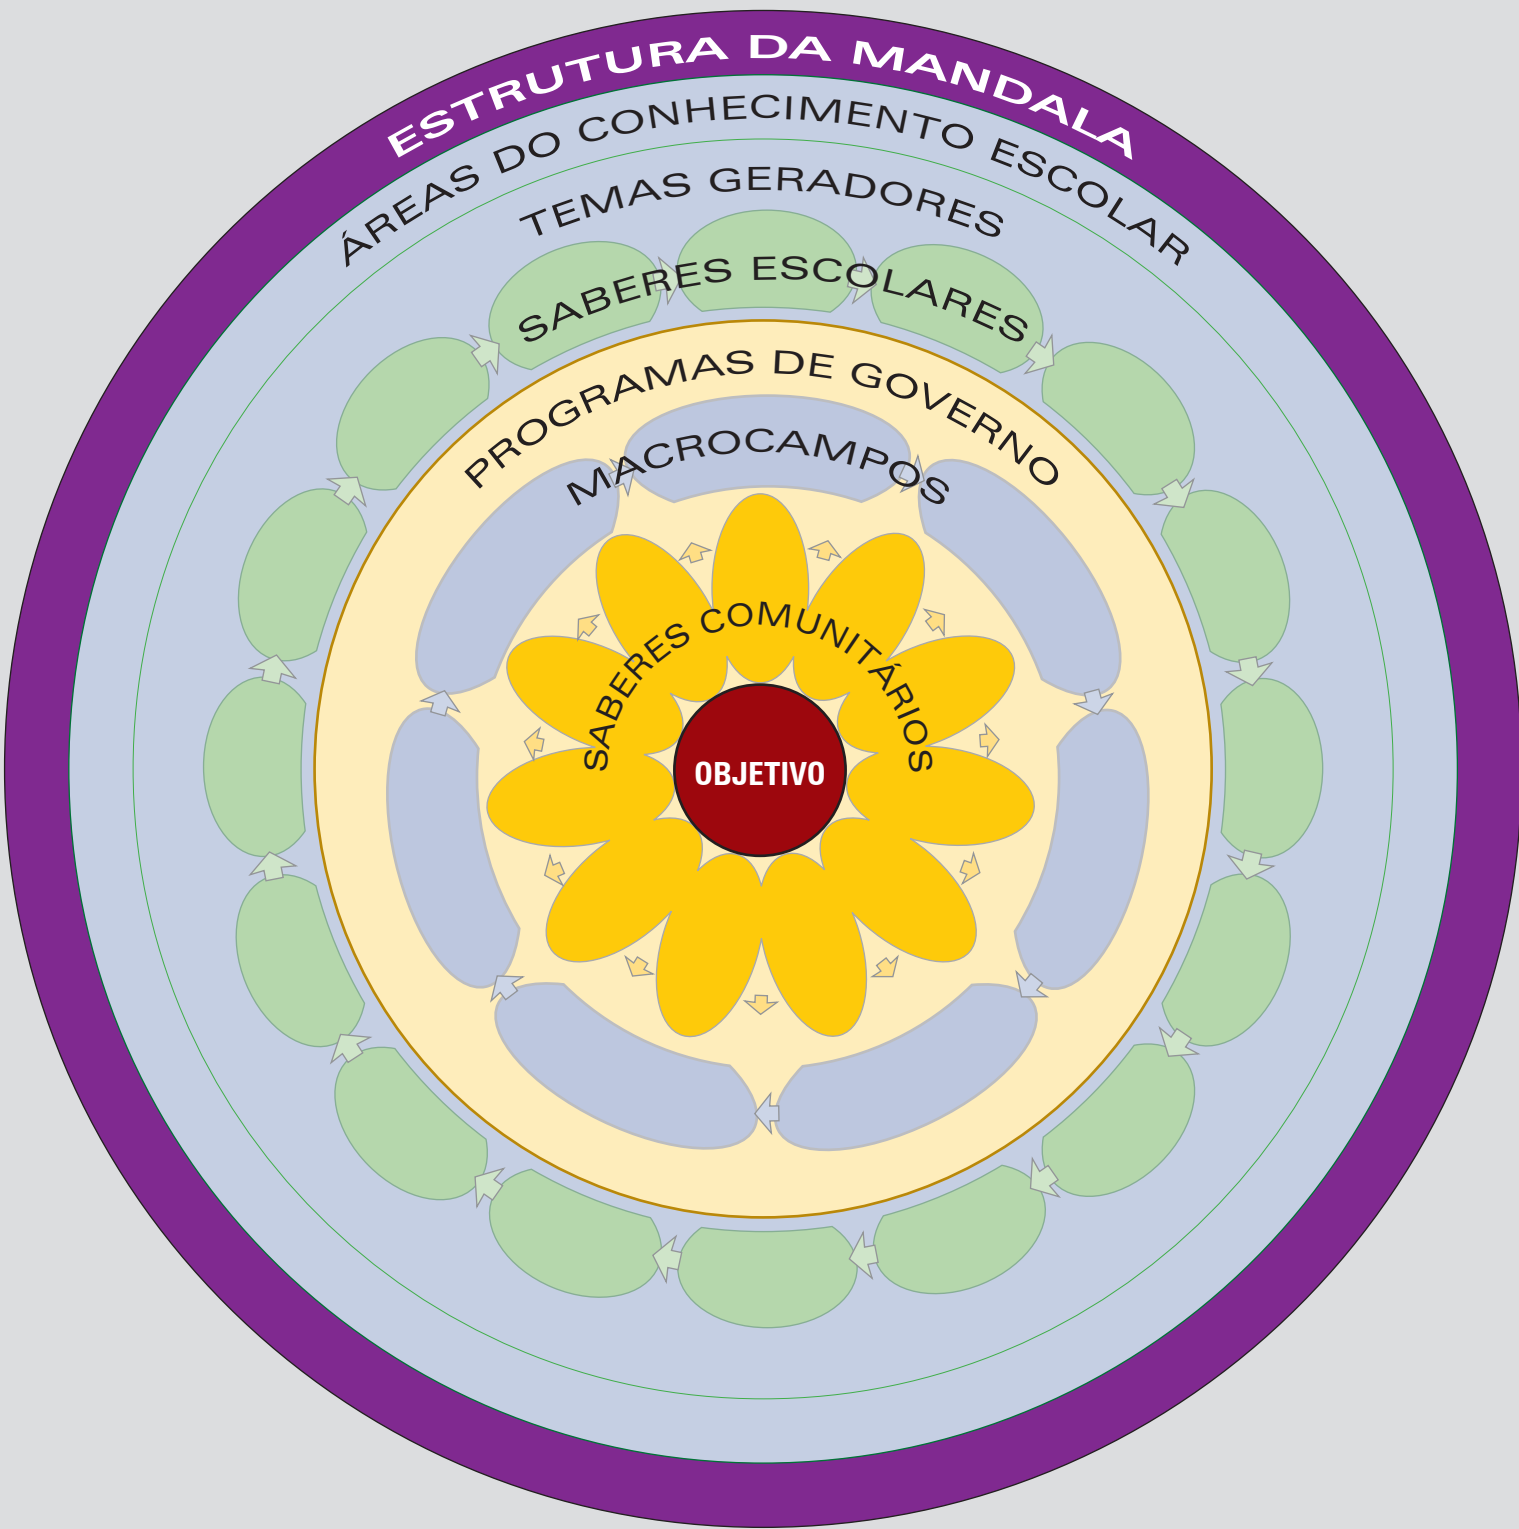 ESTRUTURA DA MANDALA
ÁREAS DO CONHECIMENTO ESCOLAR
TEMAS GERADORES
SABERES ESCOLARES
PROGRAMAS DE GOVERNO
MACROCAMPOS
SABERES COMUNITÁRIOS
OBJETIVO